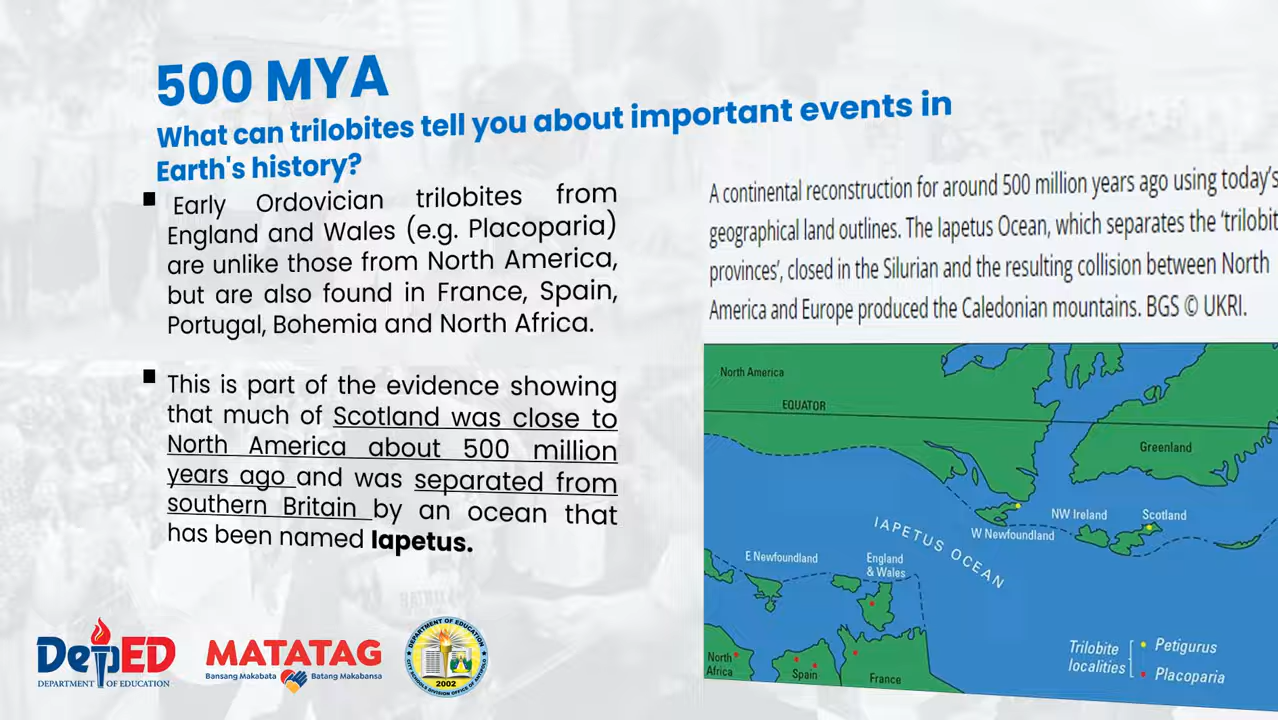 500 MYA
What can trilobites tell you about important events in
Earth's history?
▪ Early Ordovician trilobites from
England and Wales (e.g. Placoparia)
are unlike those from North America,
but are also found in France, Spain,
Portugal, Bohemia and North Africa.
▪ This is part of the evidence showing
that much of Scotland was close to
North America about 500 million
years ago and was separated from
southern Britain by an ocean that
has been named Iapetus.
A continental reconstruction for around 500 million years ago using today's
geographical land outlines. The Iapetus Ocean, which separates the 'trilobit
provinces', closed in the Silurian and the resulting collision between North
America and Europe produced the Caledonian mountains. BGS © UKRI.
North America
EQUATOR
Greenland
NW Ireland
Scotland
W Newfoundland
IAPETUS OCEAN
E Newfoundland
England
& Wales
North
Africa
Spain
France
Trilobite
localities
Petigurus
Placoparia
DepED
DEPARTMENT OF EDUCATION
MATATAG
Bansang Makabata
Batang Makabansa
DEPARTMENT OF EDUCATION
2002